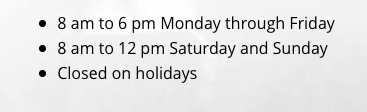 • 8 am to 6 pm Monday through Friday
• 8 am to 12 pm Saturday and Sunday
• Closed on holidays